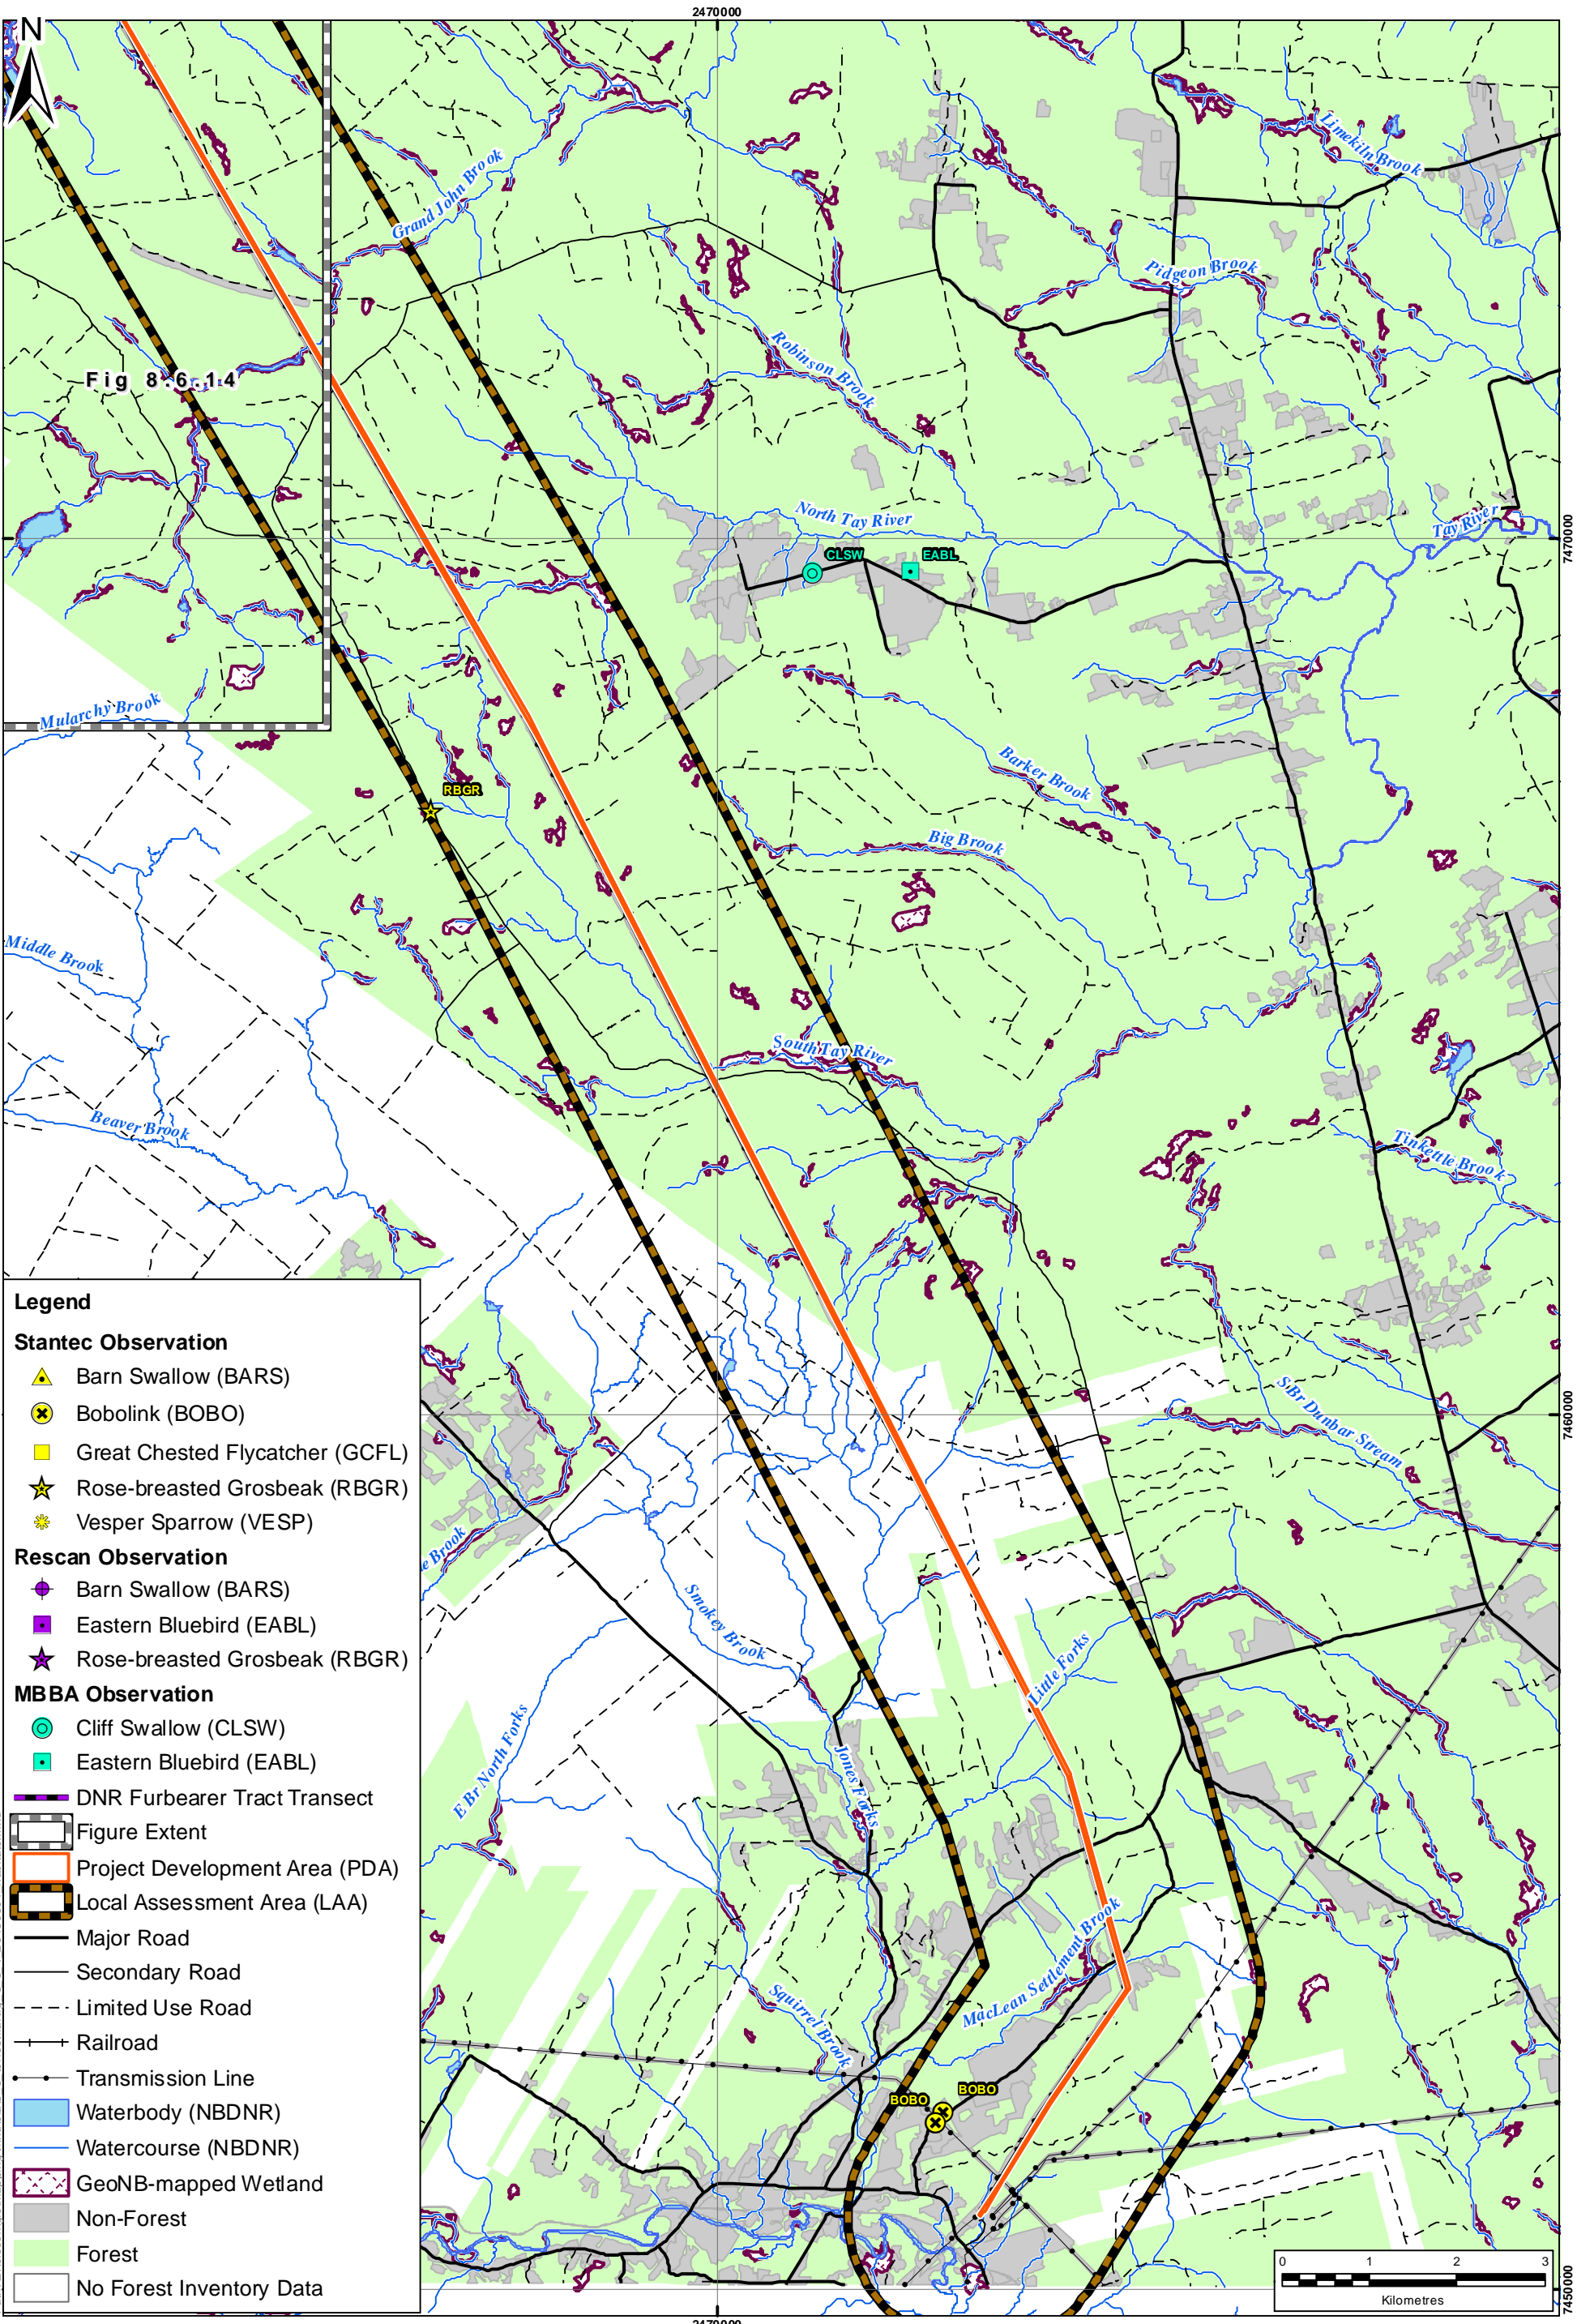 2470000
N
Limekiln Brook
Grand John Brook
Pidgeon Brook
Robinson Brook
Fig 8.6.14
North Tay River
Tay River
7470000
CLSW
EABL
Mularchy Brook
Barker Brook
RBGR
Big Brook
Middle Brook
South Tay River
Beaver Brook
Tinkettle Brook
SBr Dunbar Stream
7460000
e Brook
Smokey Brook
Little Forks
E Br North Forks
Jones Forks
MacLean Settlement Brook
Squirrel Brook
BOBO
BOBO
Legend
Stantec Observation
Barn Swallow (BARS)
Bobolink (BOBO)
Great Chested Flycatcher (GCFL)
Rose-breasted Grosbeak (RBGR)
Vesper Sparrow (VESP)
Rescan Observation
Barn Swallow (BARS)
Eastern Bluebird (EABL)
Rose-breasted Grosbeak (RBGR)
MBBA Observation
Cliff Swallow (CLSW)
Eastern Bluebird (EABL)
DNR Furbearer Tract Transect
Figure Extent
Project Development Area (PDA)
Local Assessment Area (LAA)
Major Road
Secondary Road
Limited Use Road
Railroad
Transmission Line
Waterbody (NBDNR)
Watercourse (NBDNR)
GeoNB-mapped Wetland
Non-Forest
Forest
No Forest Inventory Data
0 1 2 3
Kilometres
7450000
2470000